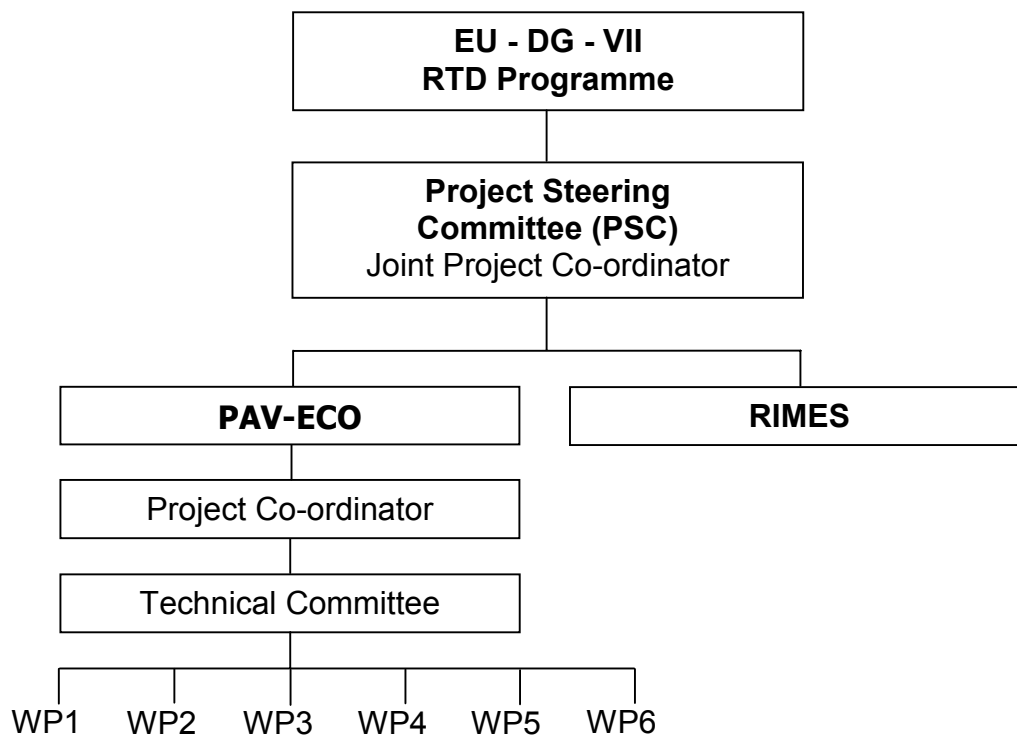 EU - DG - VII
RTD Programme
Project Steering
Committee (PSC)
Joint Project Co-ordinator
PAV-ECO
RIMES
Project Co-ordinator
Technical Committee
WP1 WP2 WP3 WP4 WP5 WP6